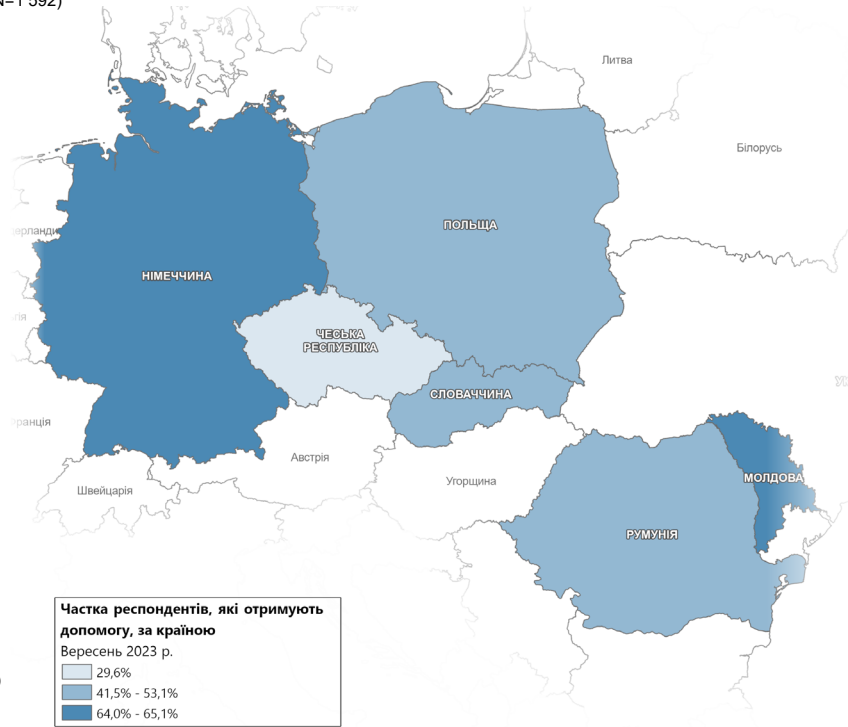 Литва
Білорусь
ПОЛЬЩА
НІМЕЧЧИНА
ЧЕСЬКА
РЕСПУБЛІКА
СЛОВАЧЧИНА
Австрія
Угорщина
Швейцарія
МОЛДОВА
РУМУНІЯ
Частка респондентів, які отримують
допомогу, за країною
Вересень 2023 р.
29,6%
41,5% - 53,1%
64,0% - 65,1%